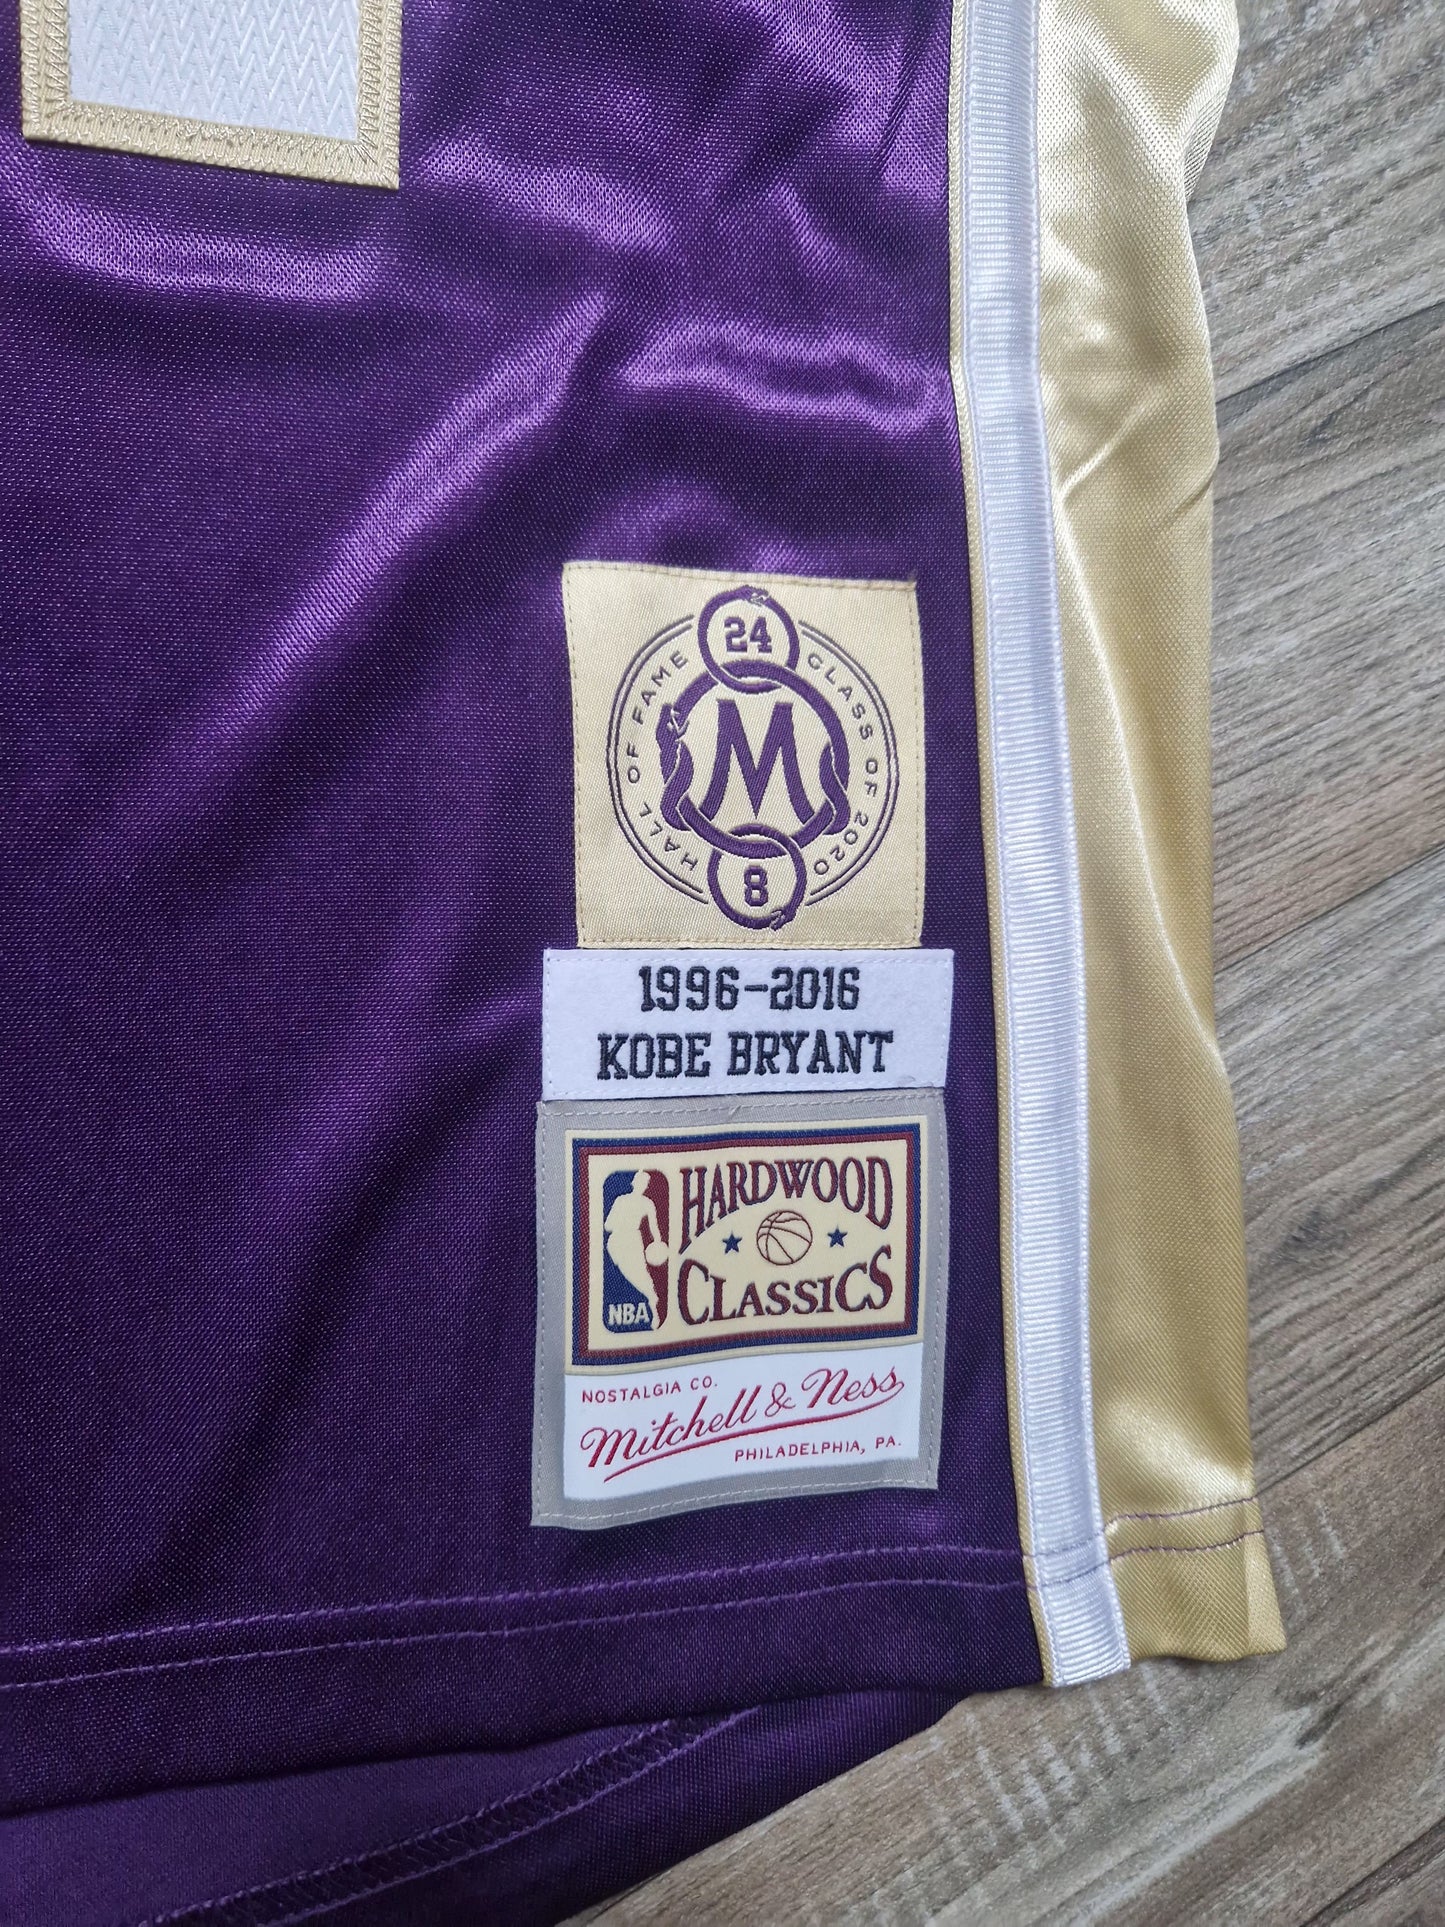 24
HALL OF FAME CLASS OF 2020
M
8
1996-2016
KOBE BRYANT
HARDWOOD
CLASSICS
NBA
NOSTALGIA CO.
Mitchell & Ness
PHILADELPHIA, PA.